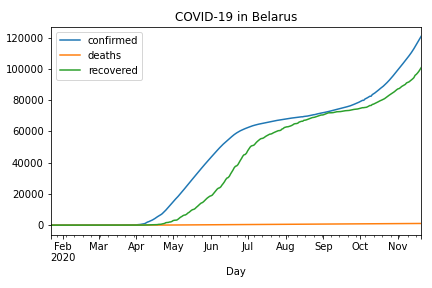 COVID-19 in Belarus
confirmed
deaths
recovered
120000
100000
80000
60000
40000
20000
0
Feb Mar Apr May Jun Jul Aug Sep Oct Nov
2020
Day